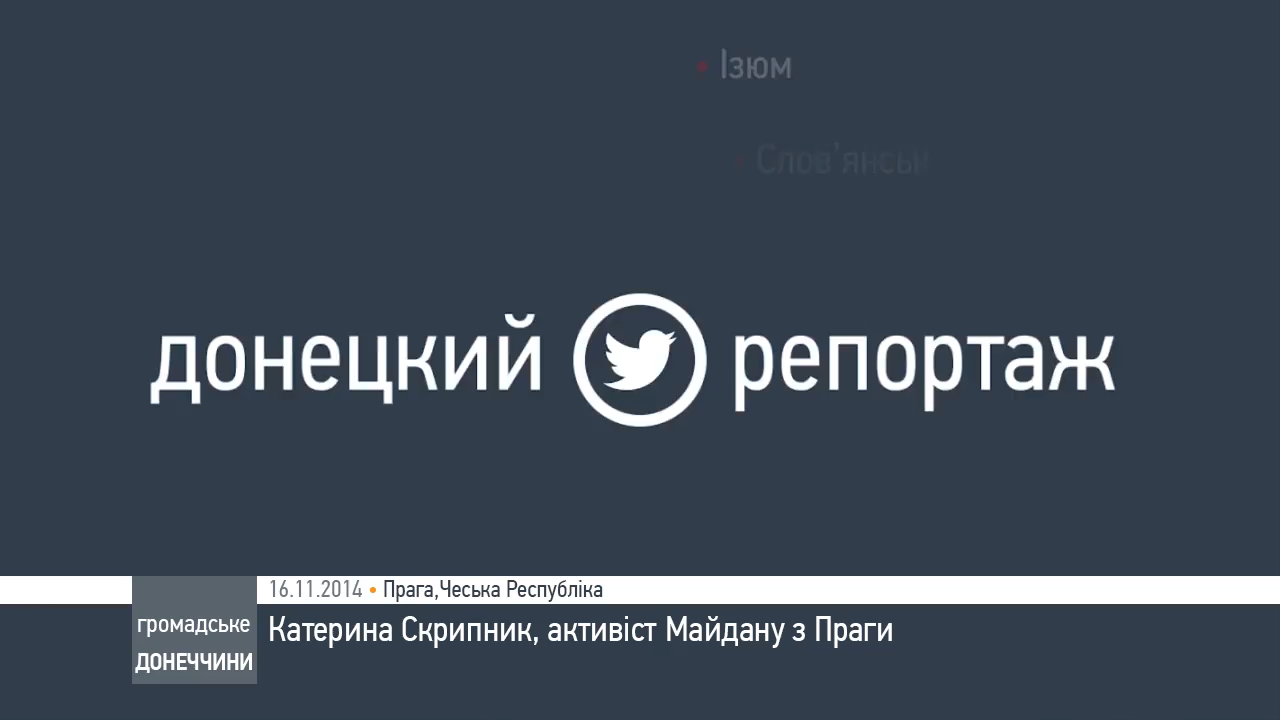 Ізюм
донецкий репортаж
16.11.2014 • Прага,Чеська Республіка
громадське
ДОНЕЧЧИНИ
Катерина Скрипник, активіст Майдану з Праги